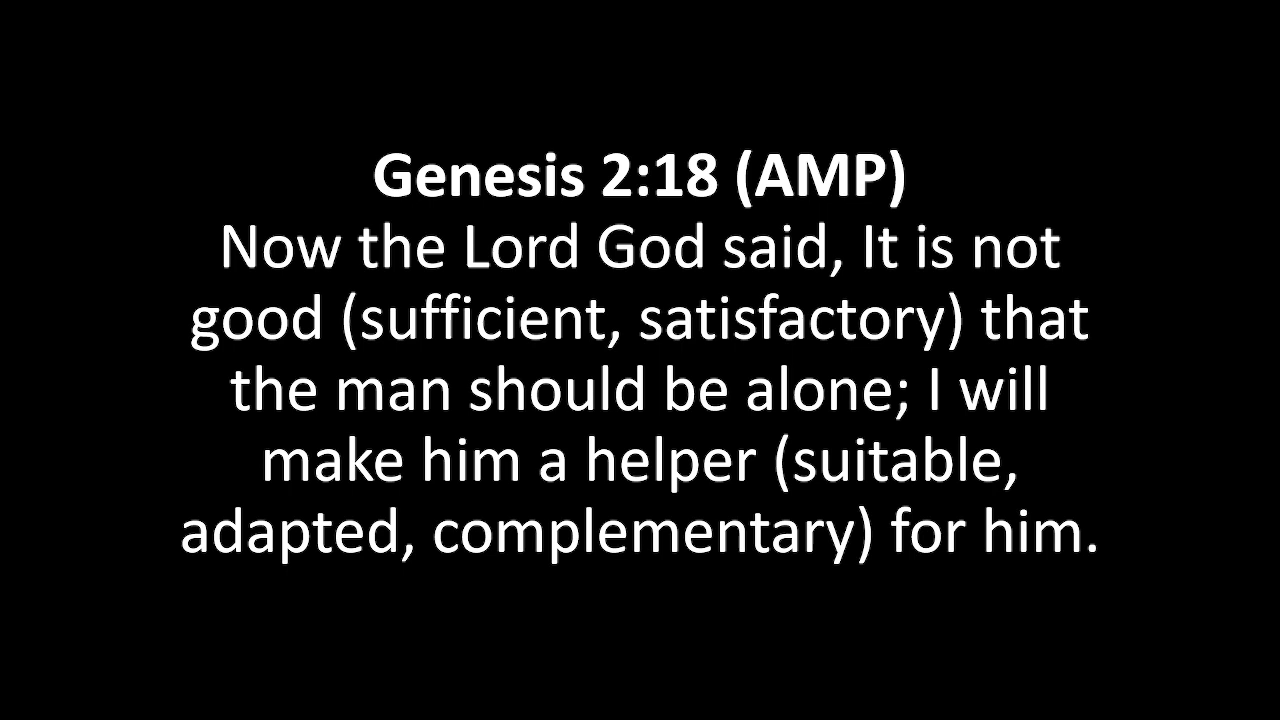 Genesis 2:18 (AMP)
Now the Lord God said, It is not
good (sufficient, satisfactory) that
the man should be alone; I will
make him a helper (suitable,
adapted, complementary) for him.